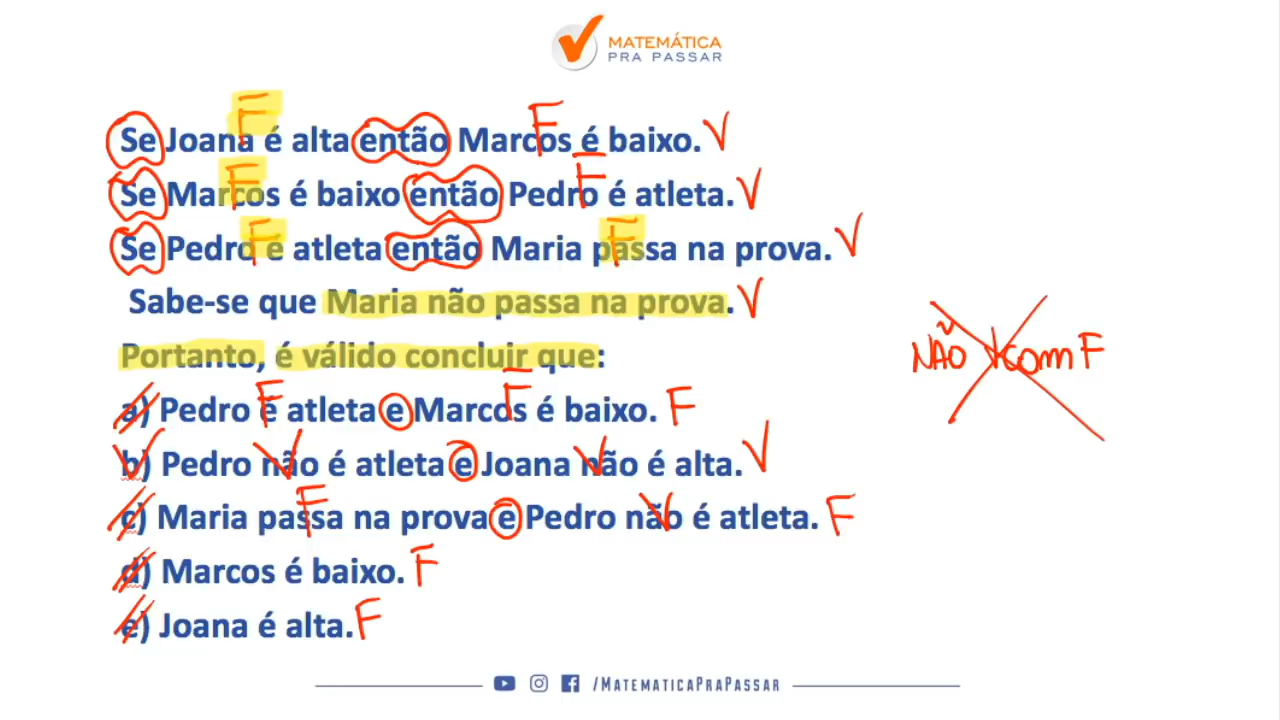 MATEMÁTICA
PRA PASSAR
F F
Se Joana é alta então Marcos é baixo. V
F F
Se Marcos é baixo então Pedro é atleta. V
F F
Se Pedro é atleta então Maria passa na prova. V
Sabe-se que Maria não passa na prova. V
NÃO com F
Portanto, é válido concluir que:
F F
a) Pedro é atleta e Marcos é baixo. F
V V
b) Pedro não é atleta e Joana não é alta. V
F V
c) Maria passa na prova e Pedro não é atleta. F
d) Marcos é baixo. F
e) Joana é alta. F
/MATEMATICAPRAPASSAR